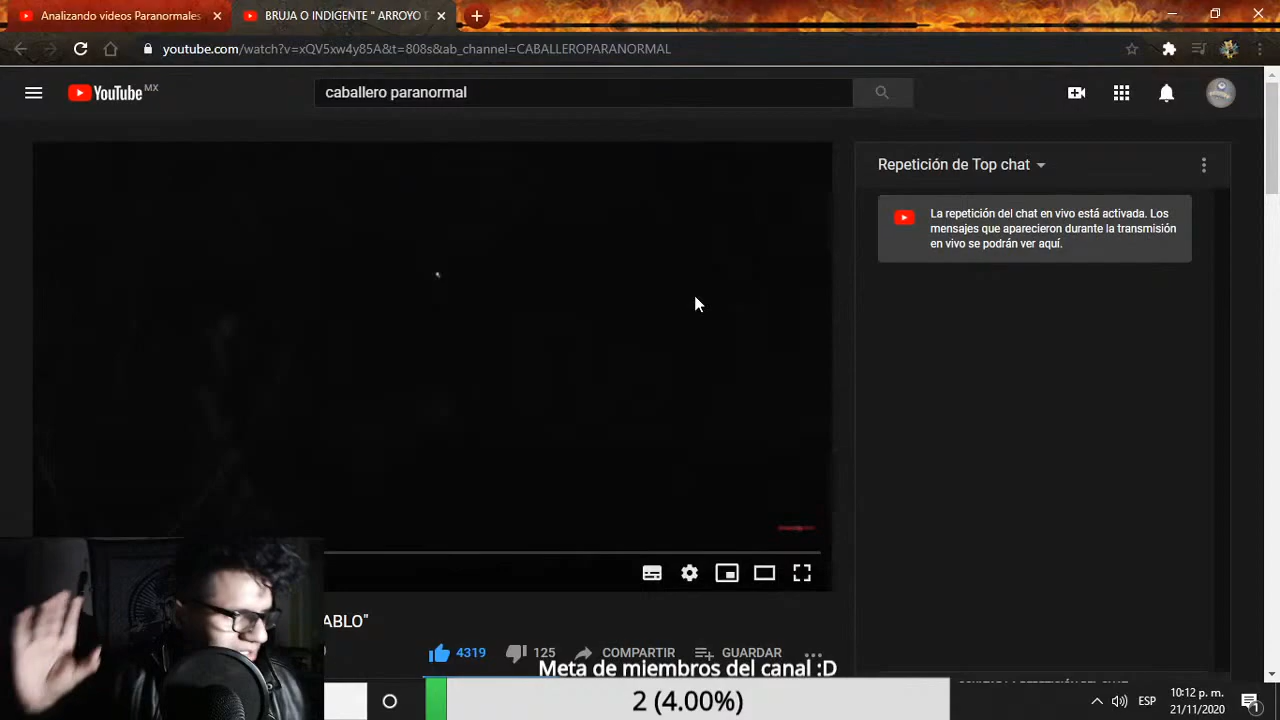 Analizando videos Paranormales
BRUJA O INDIGENTE " ARROYO D
youtube.com/watch?v=xQV5xw4y85A&t=808s&ab_channel=CABALLEROPARANORMAL
YouTube MX
caballero paranormal
Repetición de Top chat
La repetición del chat en vivo está activada. Los
mensajes que aparecieron durante la transmisión
en vivo se podrán ver aquí.
ABLO"
4319
125
COMPARTIR
GUARDAR
Meta de miembros del canal :D
2 (4.00%)
ESP
10:12 p. m.
21/11/2020
1